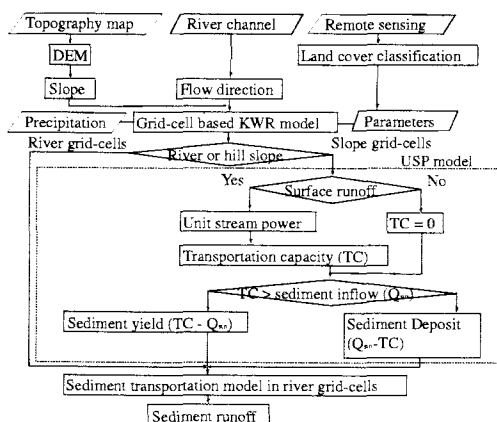 Topography map
River channel
Remote sensing
DEM
Land cover classification
Slope
Flow direction
Precipitation
Grid-cell based KWR model
Parameters
River grid-cells
Slope grid-cells
River or hill slope
USP model
Yes
No
Surface runoff
Unit stream power
TC = 0
Transportation capacity (TC)
TC > sediment inflow (Qsn)
Sediment yield (TC - Qsn)
Sediment Deposit
(Qsn-TC)
Sediment transportation model in river grid-cells
Sediment runoff